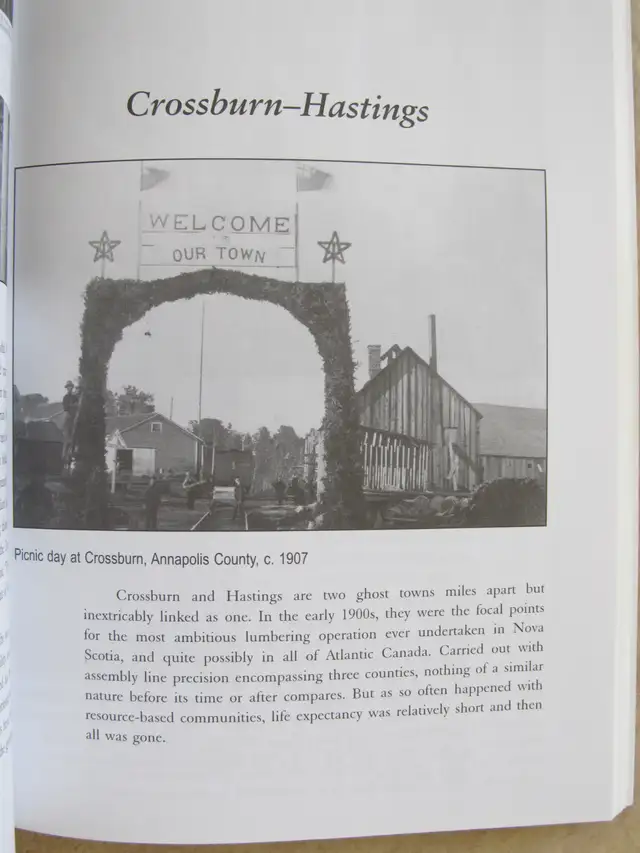 Crossburn–Hastings
WELCOME
OUR TOWN
Picnic day at Crossburn, Annapolis County, c. 1907
Crossburn and Hastings are two ghost towns miles apart but
inextricably linked as one. In the early 1900s, they were the focal points
for the most ambitious lumbering operation ever undertaken in Nova
Scotia, and quite possibly in all of Atlantic Canada. Carried out with
assembly line precision encompassing three counties, nothing of a similar
nature before its time or after compares. But as so often happened with
resource-based communities, life expectancy was relatively short and then
all was gone.